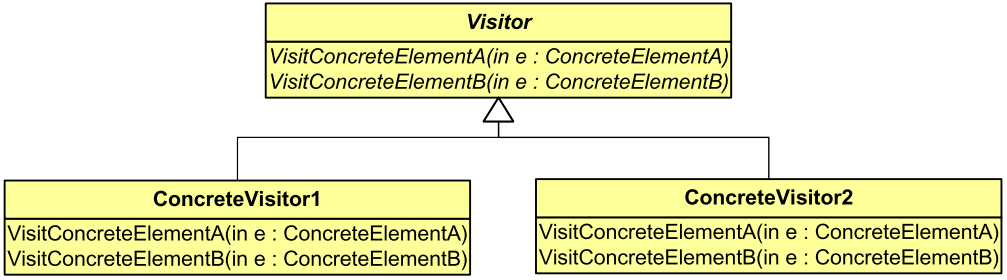 Visitor
VisitConcreteElementA(in e : ConcreteElementA)
VisitConcreteElementB(in e : ConcreteElementB)
ConcreteVisitor1
VisitConcreteElementA(in e : ConcreteElementA)
VisitConcreteElementB(in e : ConcreteElementB)
ConcreteVisitor2
VisitConcreteElementA(in e : ConcreteElementA)
VisitConcreteElementB(in e : ConcreteElementB)